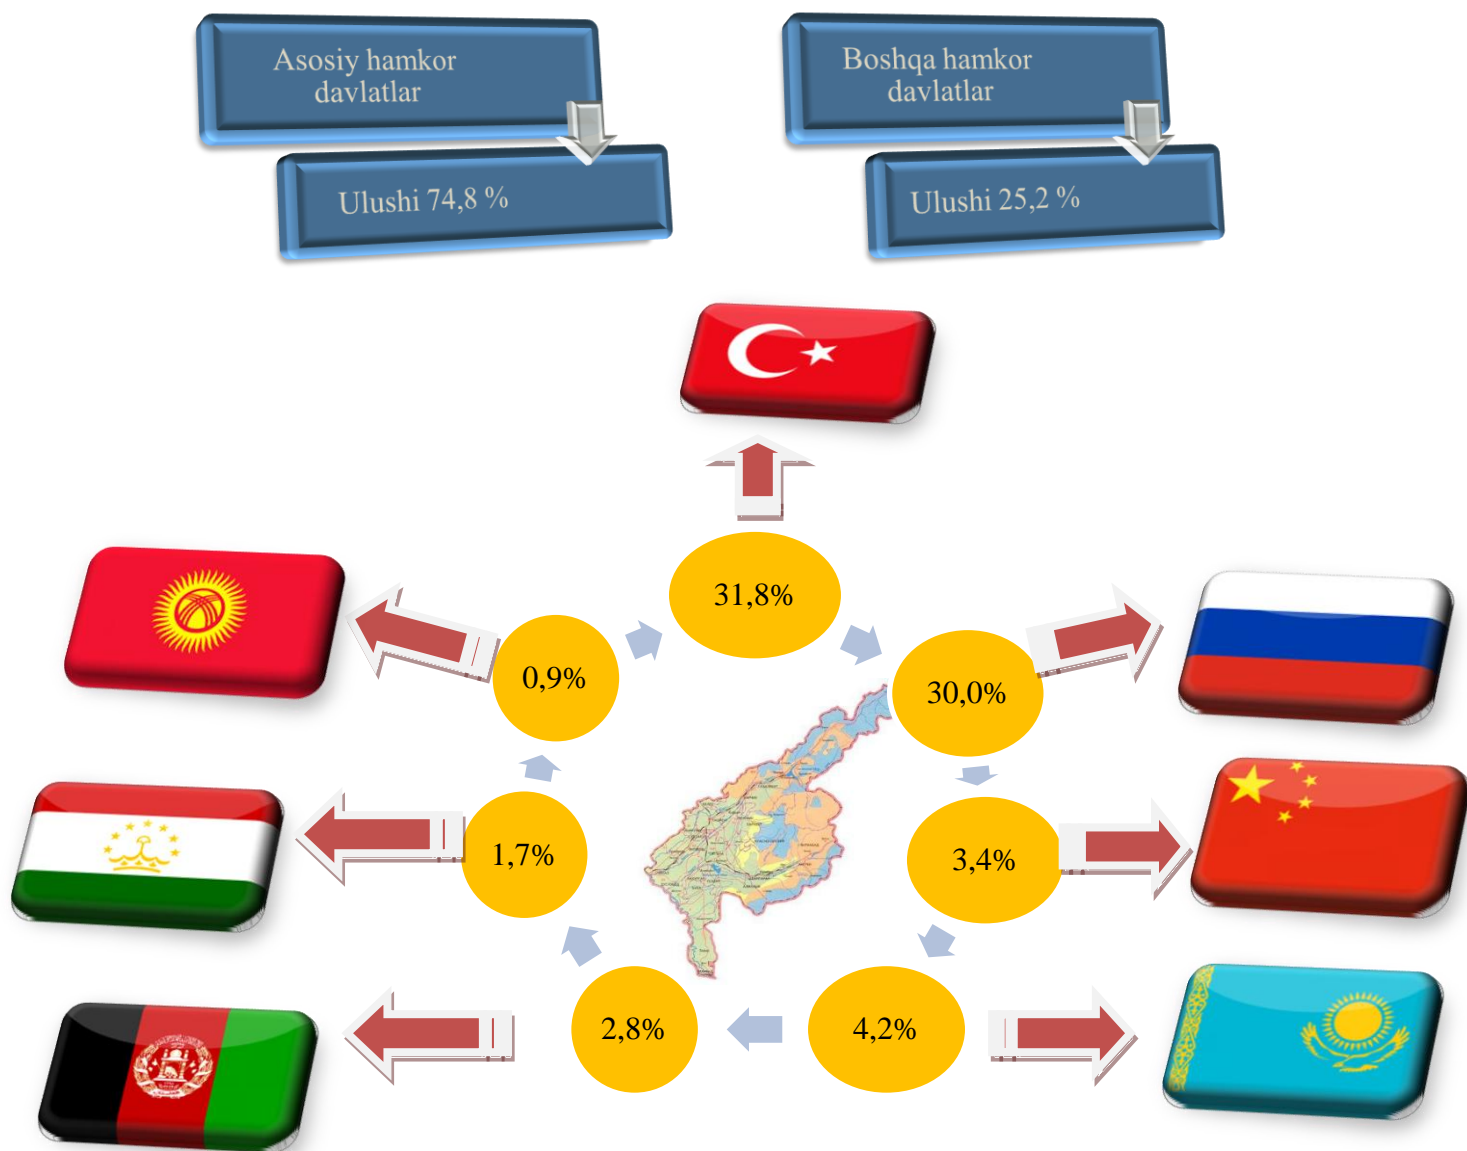 Asosiy hamkor
davlatlar
Ulushi 74,8 %
Boshqa hamkor
davlatlar
Ulushi 25,2 %
31,8%
0,9%
30,0%
1,7%
3,4%
2,8%
4,2%